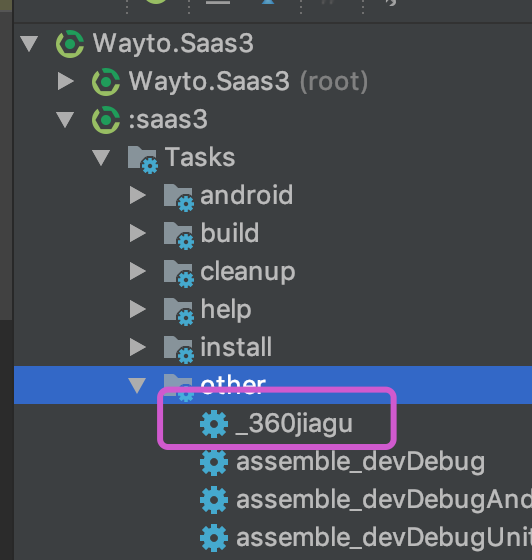 Wayto.Saas3
Wayto.Saas3 (root)
:saas3
Tasks
android
build
cleanup
help
install
other
_360jiagu
assemble_devDebug
assemble_devDebugAnd
assemble_devDebugUnit